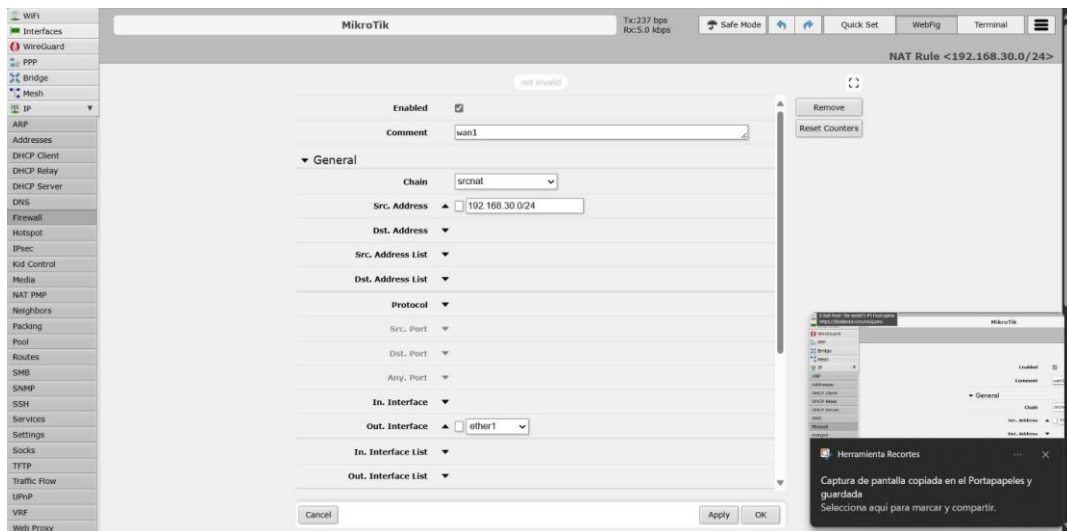 WiFi
Interfaces
WireGuard
PPP
Bridge
Mesh
IP
ARP
Addresses
DHCP Client
DHCP Relay
DHCP Server
DNS
Firewall
Hotspot
IPsec
Kid Control
Media
NAT PMP
Neighbors
Packing
Pool
Routes
SMB
SNMP
SSH
Services
Settings
Socks
TFTP
Traffic Flow
UPnP
VRF
Web Proxy
MikroTik
Tx:237 bps
Rx:5.0 kbps
Safe Mode
Quick Set
WebFig
Terminal
NAT Rule <192.168.30.0/24>
not invalid
Enabled
Comment wan1
General
Chain srcnat
Src. Address 192.168.30.0/24
Dst. Address
Src. Address List
Dst. Address List
Protocol
Src. Port
Dst. Port
Any. Port
In. Interface
Out. Interface ether1
In. Interface List
Out. Interface List
Cancel
Apply
OK
Remove
Reset Counters
MikroTik
Enabled
Comment
General
Chain
Herramienta Recortes
Captura de pantalla copiada en el Portapapeles y
guardada
Selecciona aquí para marcar y compartir.